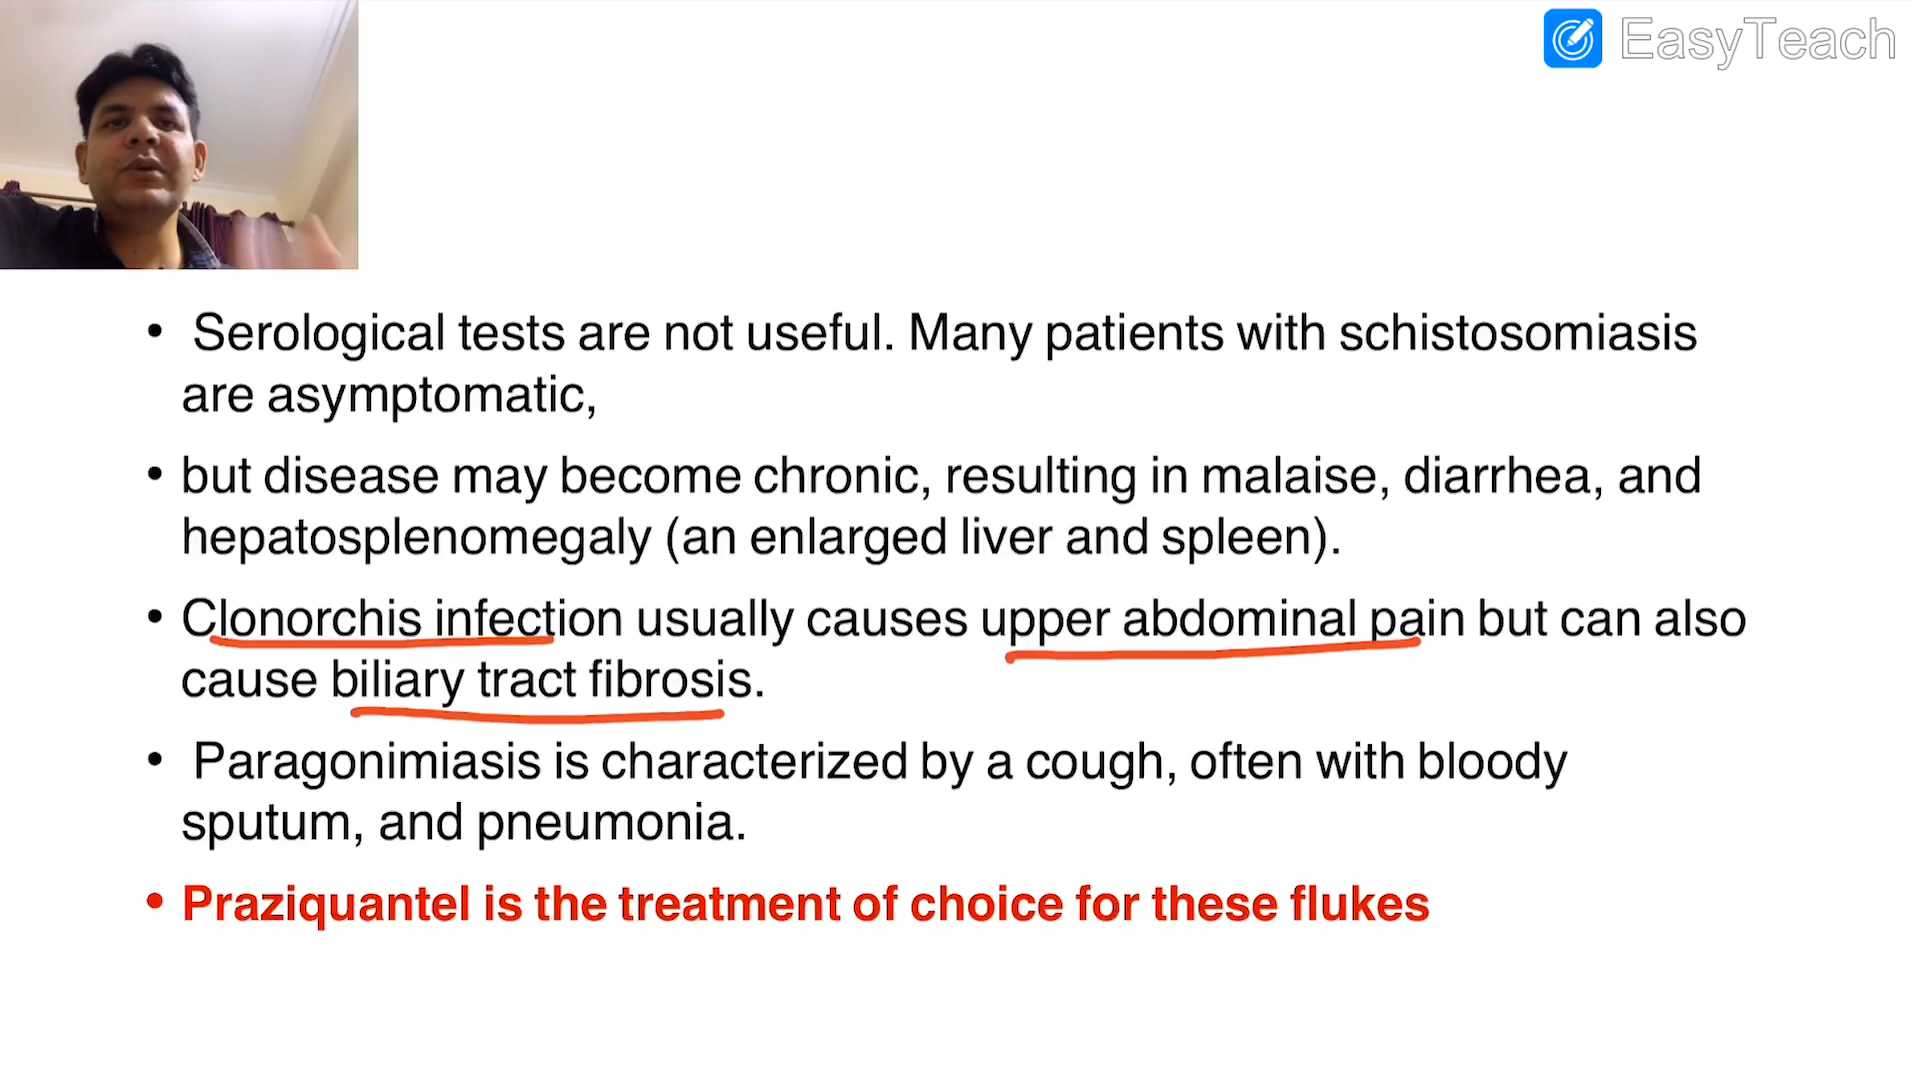 EasyTeach
• Serological tests are not useful. Many patients with schistosomiasis
are asymptomatic,
• but disease may become chronic, resulting in malaise, diarrhea, and
hepatosplenomegaly (an enlarged liver and spleen).
• Clonorchis infection usually causes upper abdominal pain but can also
cause biliary tract fibrosis.
• Paragonimiasis is characterized by a cough, often with bloody
sputum, and pneumonia.
• Praziquantel is the treatment of choice for these flukes